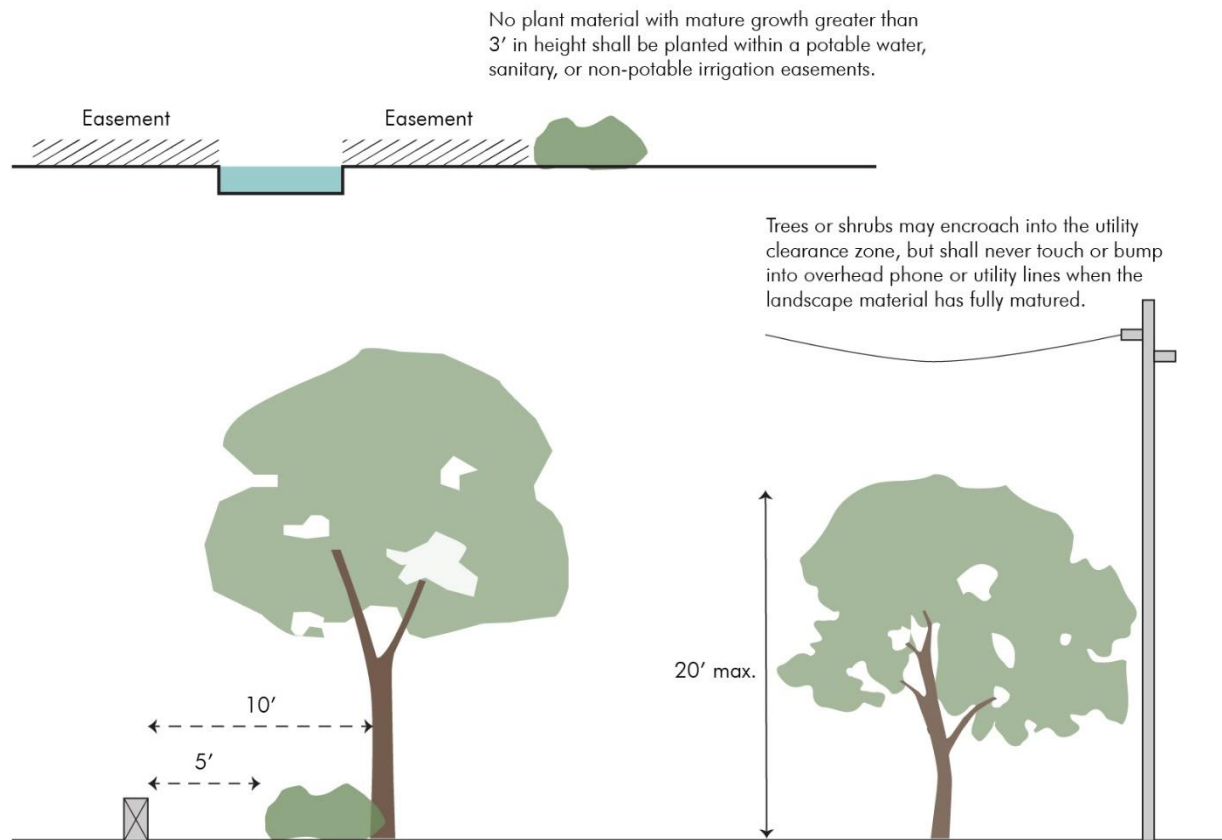 No plant material with mature growth greater than
3’ in height shall be planted within a potable water,
sanitary, or non-potable irrigation easements.
Easement
Easement
Trees or shrubs may encroach into the utility
clearance zone, but shall never touch or bump
into overhead phone or utility lines when the
landscape material has fully matured.
20’ max.
10’
5’